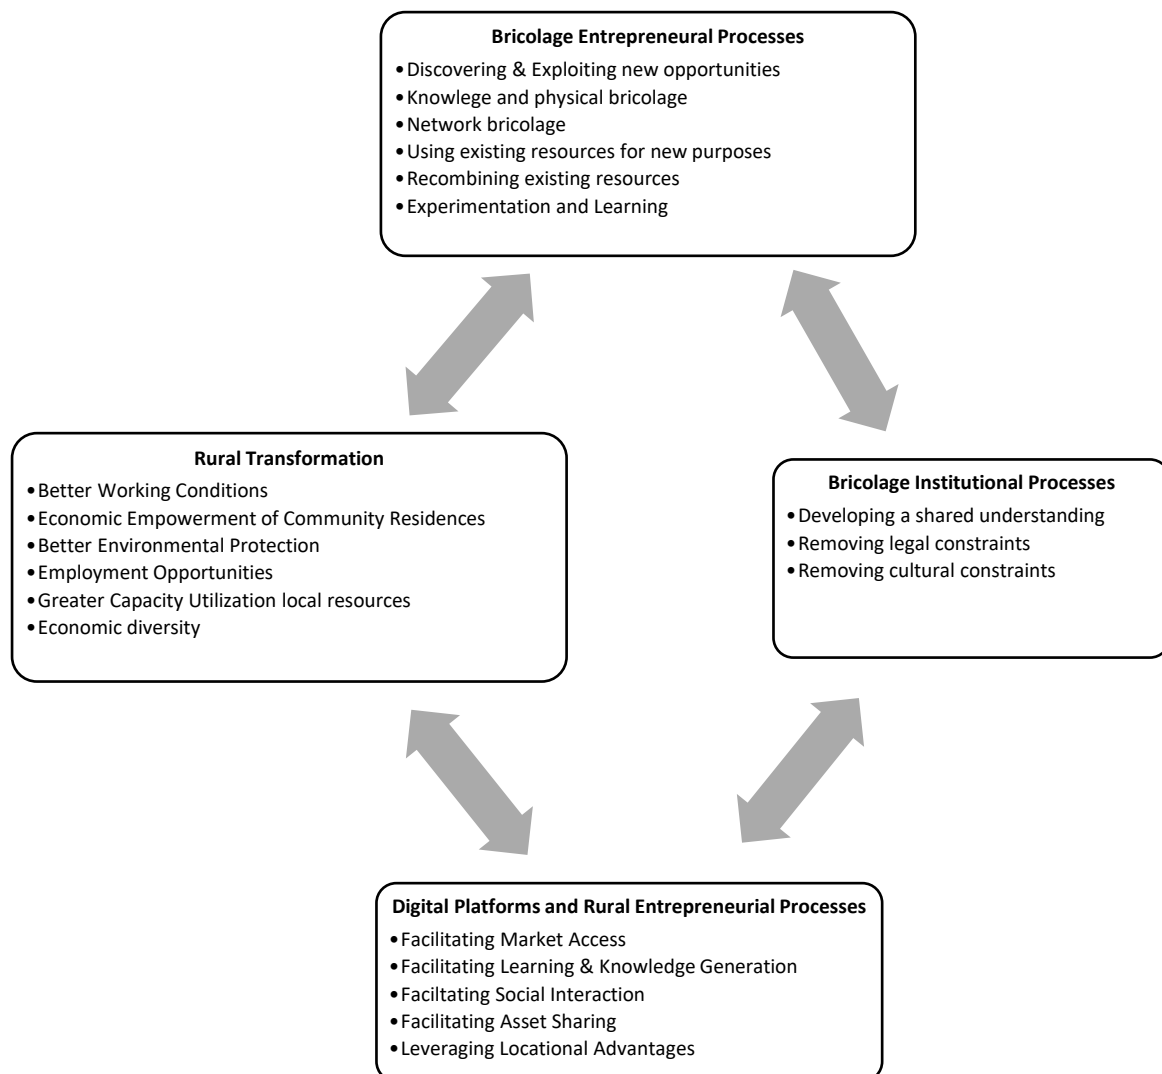 Bricolage Entrepreneural Processes
•Discovering & Exploiting new opportunities
•Knowlege and physical bricolage
•Network bricolage
•Using existing resources for new purposes
•Recombining existing resources
•Experimentation and Learning
Rural Transformation
•Better Working Conditions
•Economic Empowerment of Community Residences
•Better Environmental Protection
•Employment Opportunities
•Greater Capacity Utilization local resources
•Economic diversity
Bricolage Institutional Processes
•Developing a shared understanding
•Removing legal constraints
•Removing cultural constraints
Digital Platforms and Rural Entrepreneurial Processes
•Facilitating Market Access
•Facilitating Learning & Knowledge Generation
•Faciltating Social Interaction
•Facilitating Asset Sharing
•Leveraging Locational Advantages